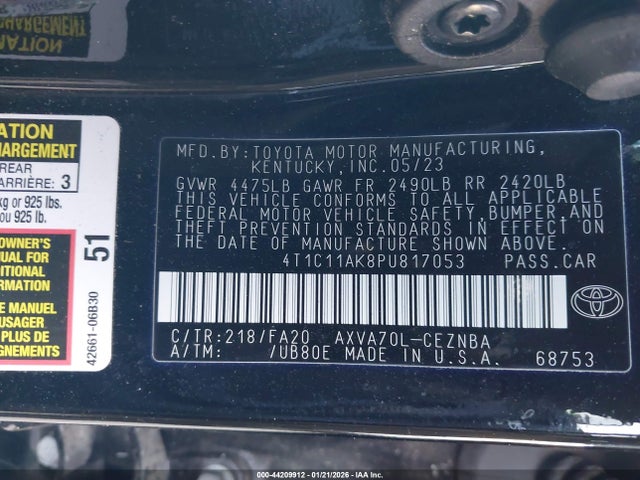 CHARGEMENT
ATION
HARGEMENT
REAR
ARRIÈRE: 3
kg or 925 lbs.
ou 925 lb.
OWNER'S
AL FOR
ITIONAL
RMATION
E MANUEL
USAGER
R PLUS
IGNEMENTS
51
42661-06B30
MFD.BY:TOYOTA MOTOR MANUFACTURING,
KENTUCKY,INC.05/23
GVWR 4475LB GAWR FR 2490LB RR 2420LB
THIS VEHICLE CONFORMS TO ALL APPLICABLE
FEDERAL MOTOR VEHICLE SAFETY,BUMPER,AND
THEFT PREVENTION STANDARDS IN EFFECT ON
THE DATE OF MANUFACTURE SHOWN ABOVE.
4T1C11AK8PU817053 PASS.CAR
C/TR:218/FA20 AXVA70L-CEZNBA
A/TM: /UB80E MADE IN U.S.A. 68753
000-44209912 - 01/21/2026 - IAA Inc.